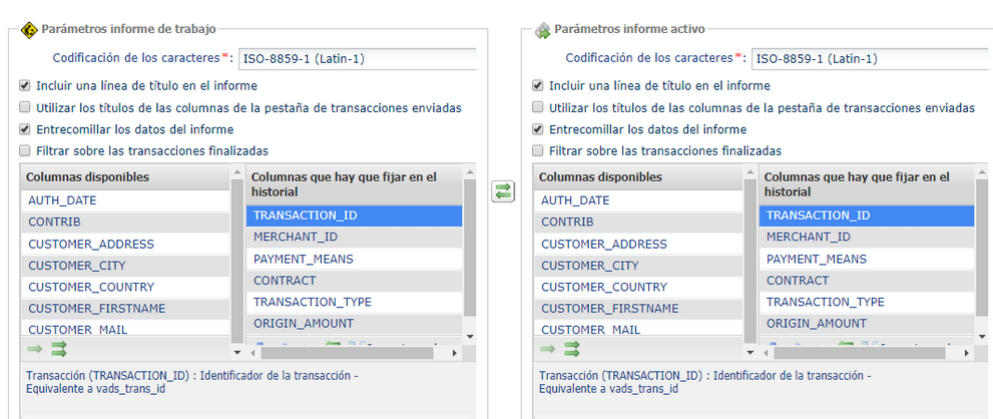 Parámetros informe de trabajo
Codificación de los caracteres*: ISO-8859-1 (Latin-1)
Incluir una línea de título en el informe
Utilizar los títulos de las columnas de la pestaña de transacciones enviadas
Entrecomillar los datos del informe
Filtrar sobre las transacciones finalizadas
Columnas disponibles
AUTH_DATE
CONTRIB
CUSTOMER_ADDRESS
CUSTOMER_CITY
CUSTOMER_COUNTRY
CUSTOMER_FIRSTNAME
CUSTOMER_MAIL
Columnas que hay que fijar en el
historial
TRANSACTION_ID
MERCHANT_ID
PAYMENT_MEANS
CONTRACT
TRANSACTION_TYPE
ORIGIN_AMOUNT
Transacción (TRANSACTION_ID) : Identificador de la transacción -
Equivalente a vads_trans_id
Parámetros informe activo
Codificación de los caracteres*: ISO-8859-1 (Latin-1)
Incluir una línea de título en el informe
Utilizar los títulos de las columnas de la pestaña de transacciones enviadas
Entrecomillar los datos del informe
Filtrar sobre las transacciones finalizadas
Columnas disponibles
AUTH_DATE
CONTRIB
CUSTOMER_ADDRESS
CUSTOMER_CITY
CUSTOMER_COUNTRY
CUSTOMER_FIRSTNAME
CUSTOMER_MAIL
Columnas que hay que fijar en el
historial
TRANSACTION_ID
MERCHANT_ID
PAYMENT_MEANS
CONTRACT
TRANSACTION_TYPE
ORIGIN_AMOUNT
Transacción (TRANSACTION_ID) : Identificador de la transacción -
Equivalente a vads_trans_id